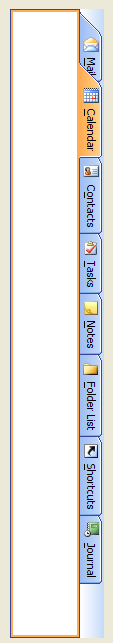 Mail
Calendar
Contacts
Tasks
Notes
Folder List
Shortcuts
Journal